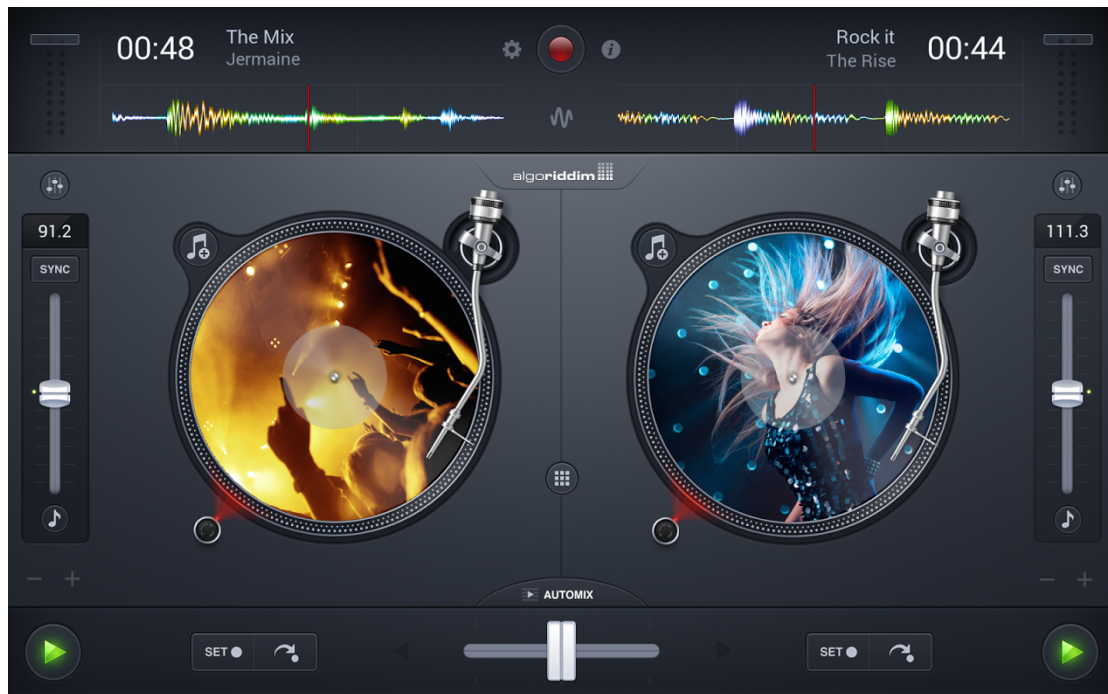 00:48
The Mix
Jermaine
Rock it
The Rise
00:44
algoriddim
91.2
SYNC
111.3
SYNC
AUTOMIX
SET
SET